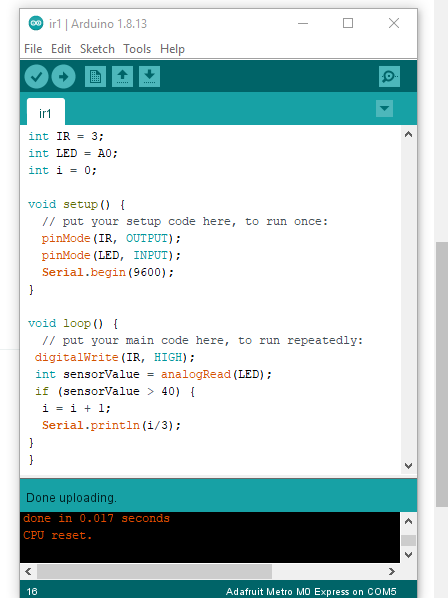 ir1 | Arduino 1.8.13
File Edit Sketch Tools Help
ir1
int IR = 3;
int LED = A0;
int i = 0;
void setup() {
// put your setup code here, to run once:
pinMode(IR, OUTPUT);
pinMode(LED, INPUT);
Serial.begin(9600);
}
void loop() {
// put your main code here, to run repeatedly:
digitalWrite(IR, HIGH);
int sensorValue = analogRead(LED);
if (sensorValue > 40) {
i = i + 1;
Serial.println(i/3);
}
}
Done uploading.
done in 0.017 seconds
CPU reset.
16 Adafruit Metro M0 Express on COM5